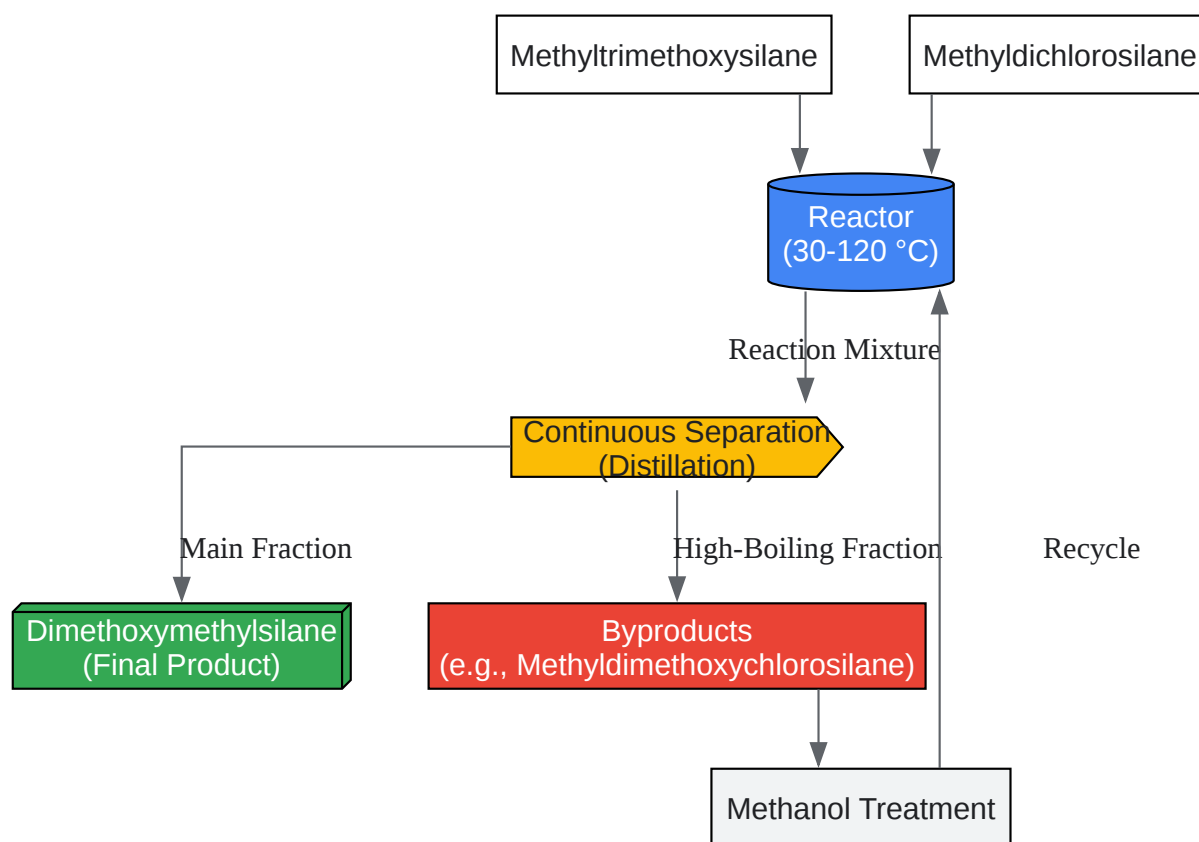 Methyltrimethoxysilane
Methyldichlorosilane
Reactor
(30-120 °C)
Reaction Mixture
Continuous Separation
(Distillation)
Main Fraction
High-Boiling Fraction
Recycle
Dimethoxymethylsilane
(Final Product)
Byproducts
(e.g., Methyldimethoxychlorosilane)
Methanol Treatment